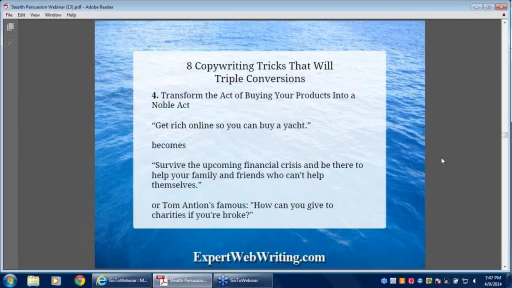 Stealth Persuasion Webinar (13).pdf - Adobe Reader
File Edit View Window Help
8 Copywriting Tricks That Will
Triple Conversions
4. Transform the Act of Buying Your Products Into a
Noble Act
“Get rich online so you can buy a yacht.”
becomes
“Survive the upcoming financial crisis and be there to
help your family and friends who can't help
themselves.”
or Tom Antion's famous: "How can you give to
charities if you're broke?"
ExpertWebWriting.com
GoToWebinar - M...
Stealth Persuasion...
GoToWebinar
7:47 PM
4/9/2014